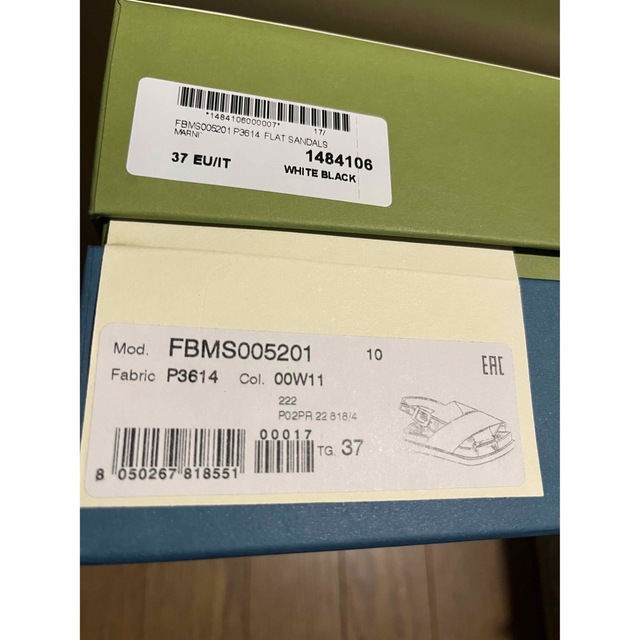 *1484106000007* 17/
FBMS005201 P3614 FLAT SANDALS
MARNI
37 EU/IT 1484106
WHITE BLACK
Mod. FBMS005201 10
Fabric P3614 Col. 00W11
222
P02PR 22 818/4
00017
TG. 37
8 050267 818551
EAC